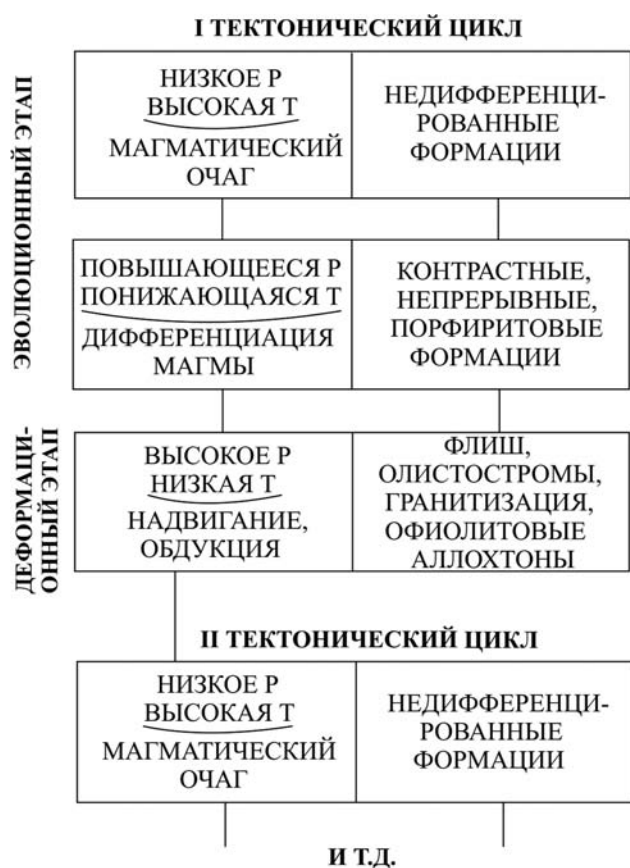 I ТЕКТОНИЧЕСКИЙ ЦИКЛ
ЭВОЛЮЦИОННЫЙ ЭТАП
НИЗКОЕ Р
ВЫСОКАЯ Т
МАГМАТИЧЕСКИЙ
ОЧАГ
НЕДИФФЕРЕНЦИ-
РОВАННЫЕ
ФОРМАЦИИ
ПОВЫШАЮЩЕЕСЯ Р
ПОНИЖАЮЩАЯСЯ Т
ДИФФЕРЕНЦИАЦИЯ
МАГМЫ
КОНТРАСТНЫЕ,
НЕПРЕРЫВНЫЕ,
ПОРФИРИТОВЫЕ
ФОРМАЦИИ
ДЕФОРМАЦИ-
ОННЫЙ ЭТАП
ВЫСОКОЕ Р
НИЗКАЯ Т
НАДВИГАНИЕ,
ОБДУКЦИЯ
ФЛИШ,
ОЛИСТОСТРОМЫ,
ГРАНИТИЗАЦИЯ,
ОФИОЛИТОВЫЕ
АЛЛОХТОНЫ
II ТЕКТОНИЧЕСКИЙ ЦИКЛ
НИЗКОЕ Р
ВЫСОКАЯ Т
МАГМАТИЧЕСКИЙ
ОЧАГ
НЕДИФФЕРЕНЦИ-
РОВАННЫЕ
ФОРМАЦИИ
И Т.Д.